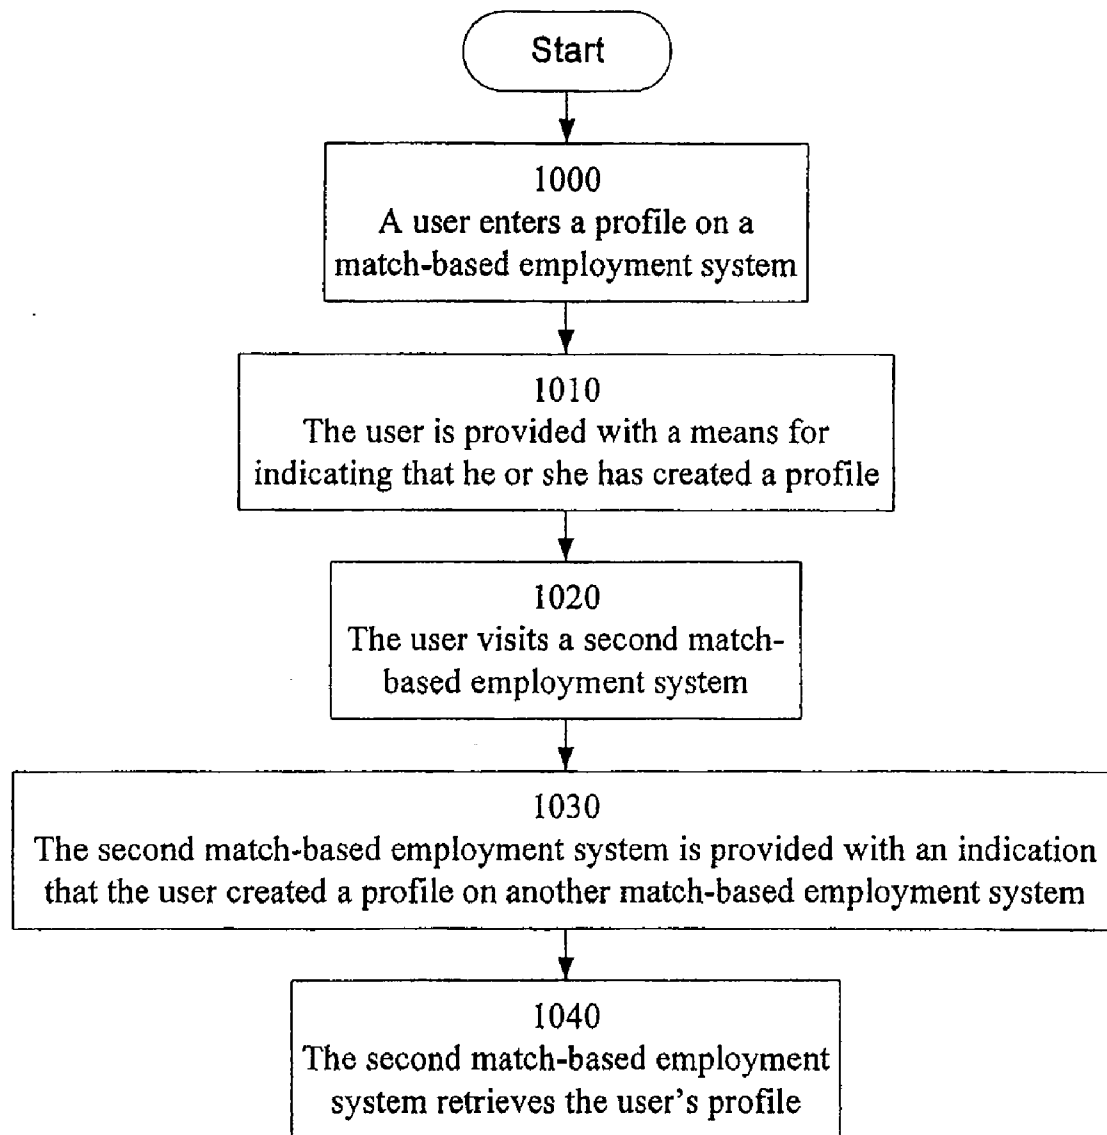 Start
1000
A user enters a profile on a
match-based employment system
1010
The user is provided with a means for
indicating that he or she has created a profile
1020
The user visits a second match-
based employment system
1030
The second match-based employment system is provided with an indication
that the user created a profile on another match-based employment system
1040
The second match-based employment
system retrieves the user's profile